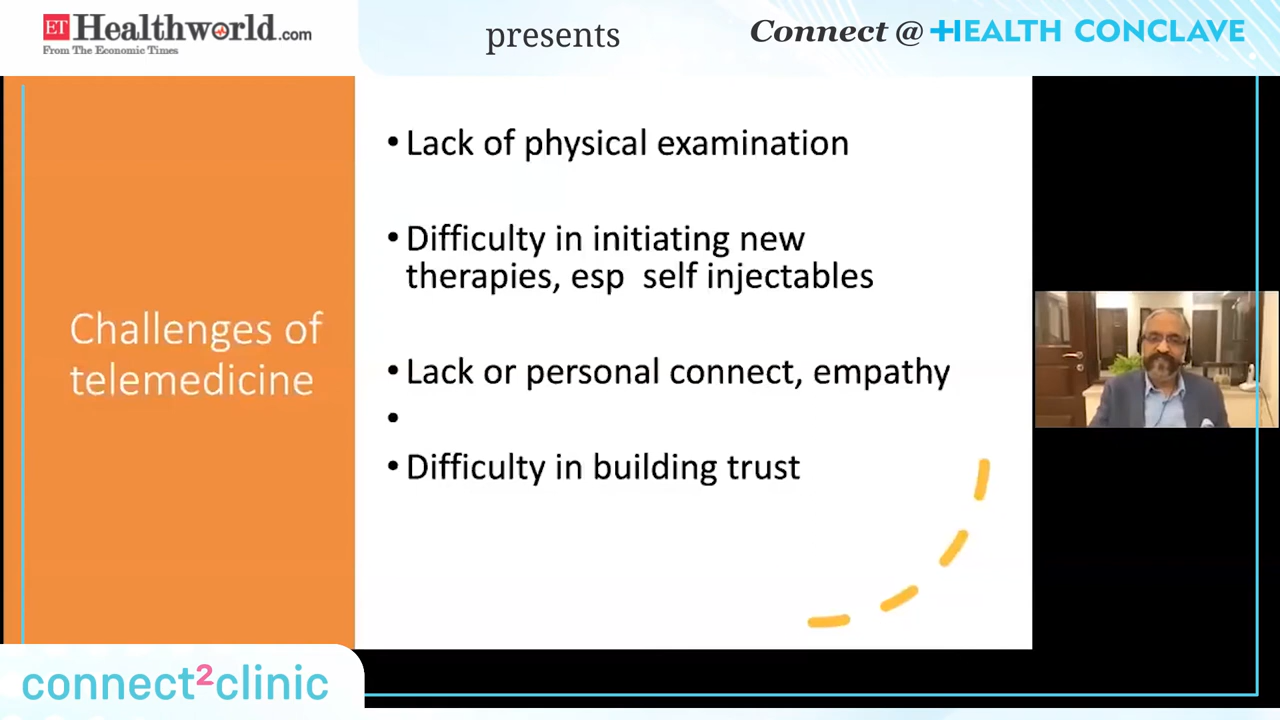 ET Healthworld.com
From The Economic Times
presents
Connect @ HEALTH CONCLAVE
Challenges of
telemedicine
• Lack of physical examination
• Difficulty in initiating new
therapies, esp  self injectables
• Lack or personal connect, empathy
•
• Difficulty in building trust
connect2clinic